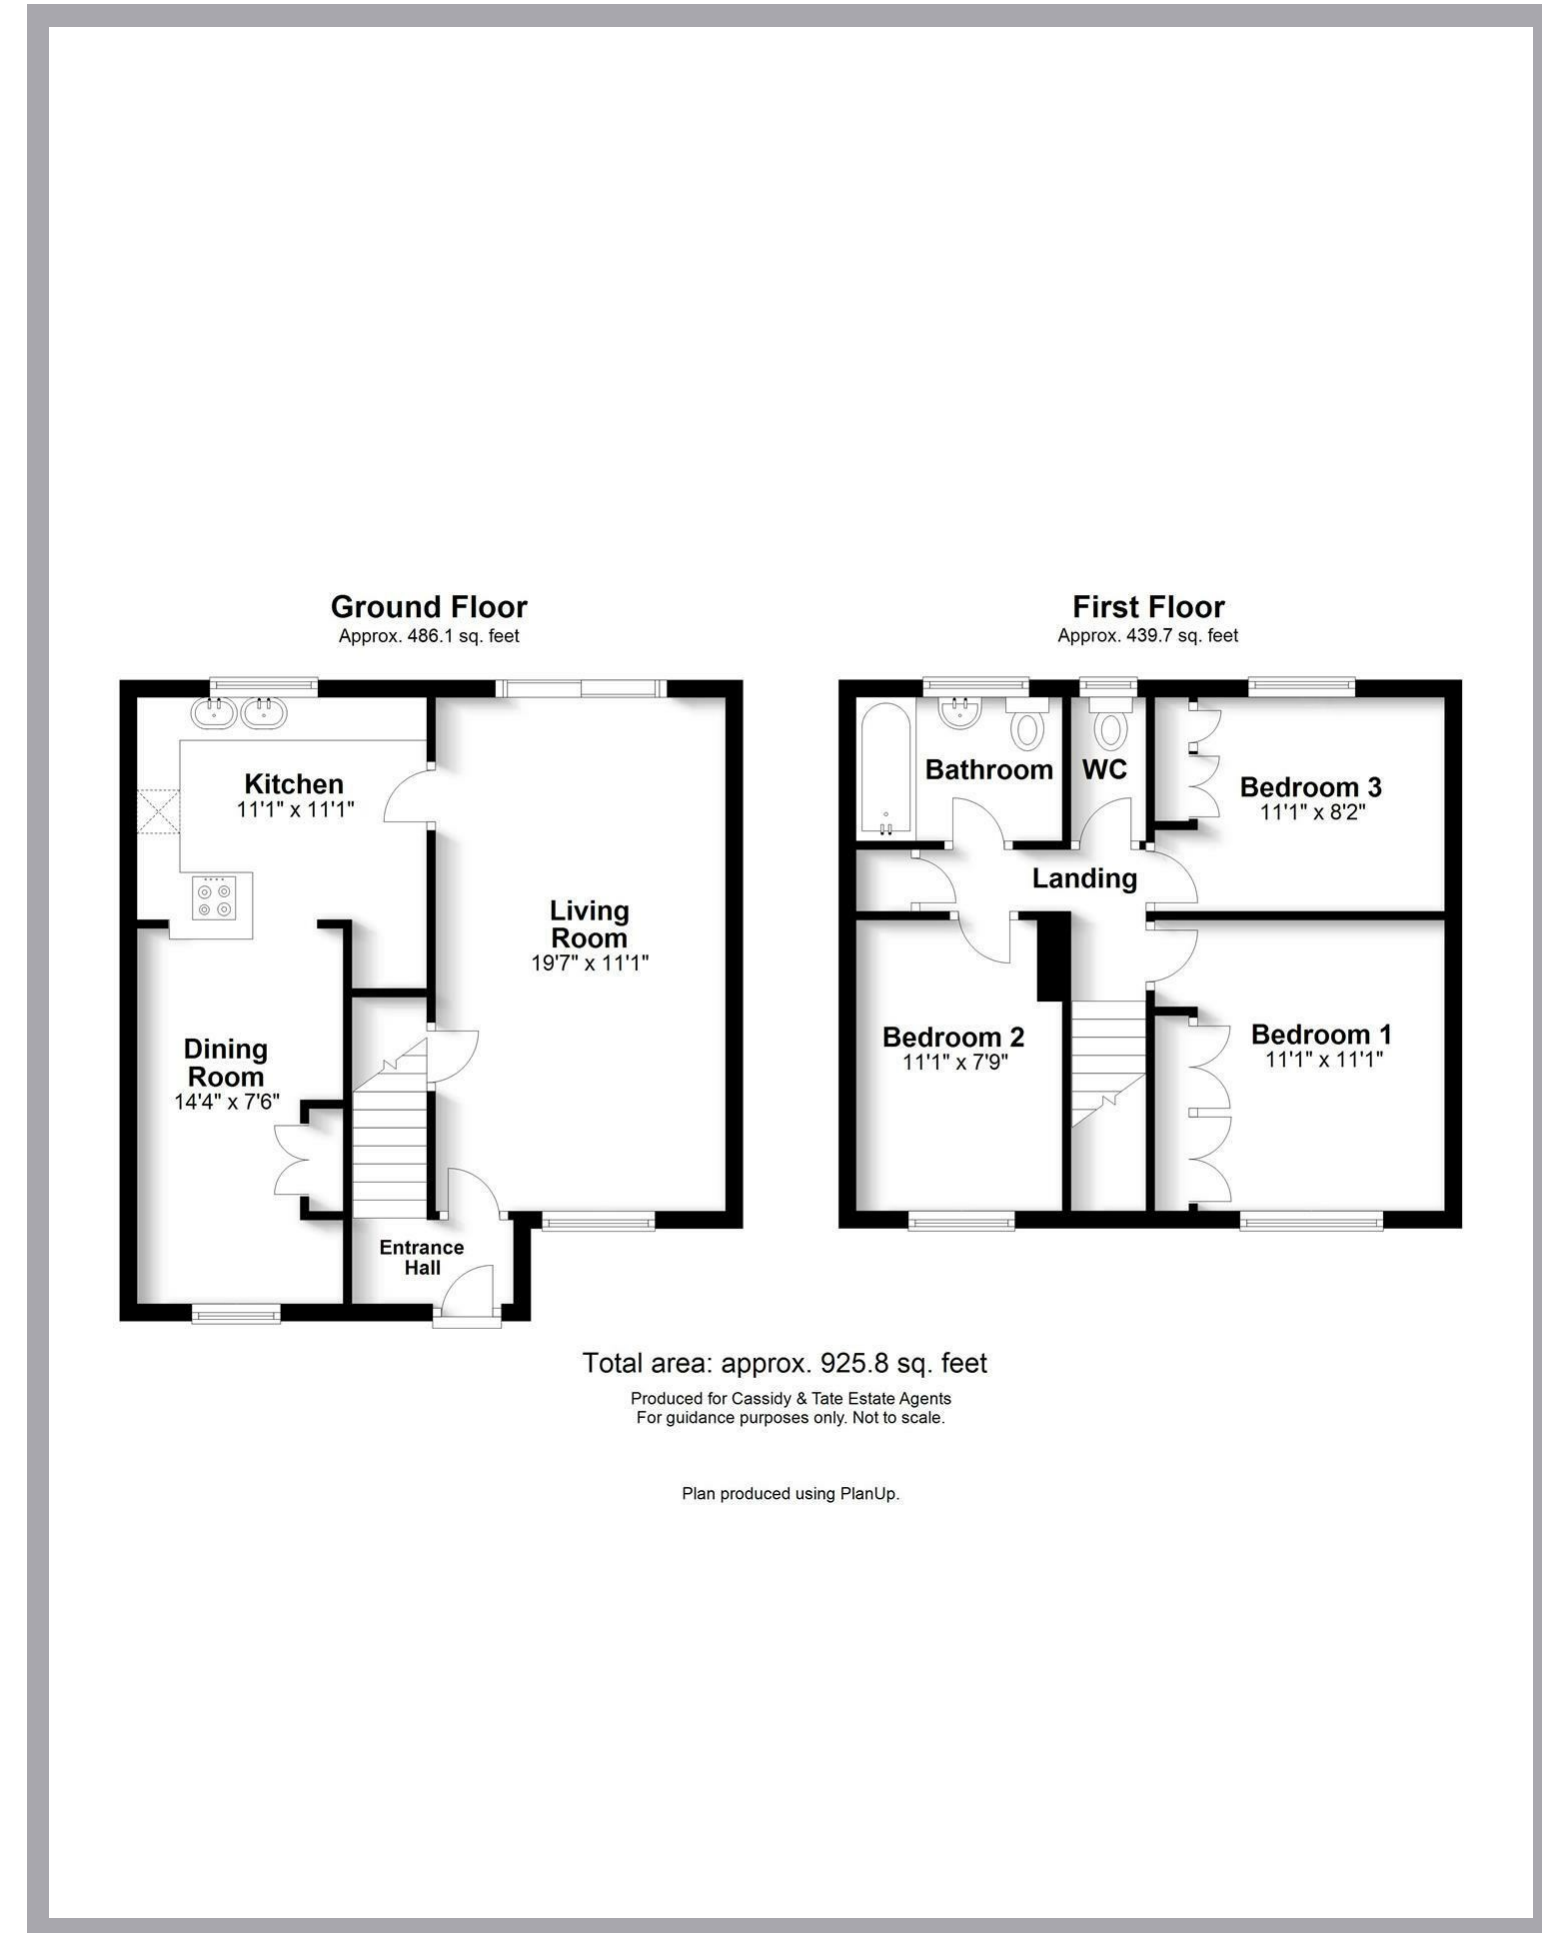 Ground Floor
Approx. 486.1 sq. feet
Kitchen
11'1" x 11'1"
Living
Room
19'7" x 11'1"
Dining
Room
14'4" x 7'6"
Entrance
Hall
First Floor
Approx. 439.7 sq. feet
Bathroom
WC
Bedroom 3
11'1" x 8'2"
Landing
Bedroom 2
11'1" x 7'9"
Bedroom 1
11'1" x 11'1"
Total area: approx. 925.8 sq. feet
Produced for Cassidy & Tate Estate Agents
For guidance purposes only. Not to scale.
Plan produced using PlanUp.